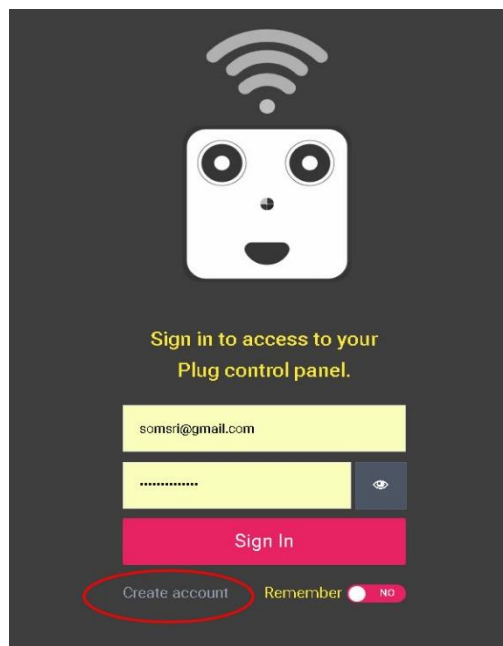 Sign in to access to your
Plug control panel.
somsri@gmail.com
Sign In
Create account Remember NO